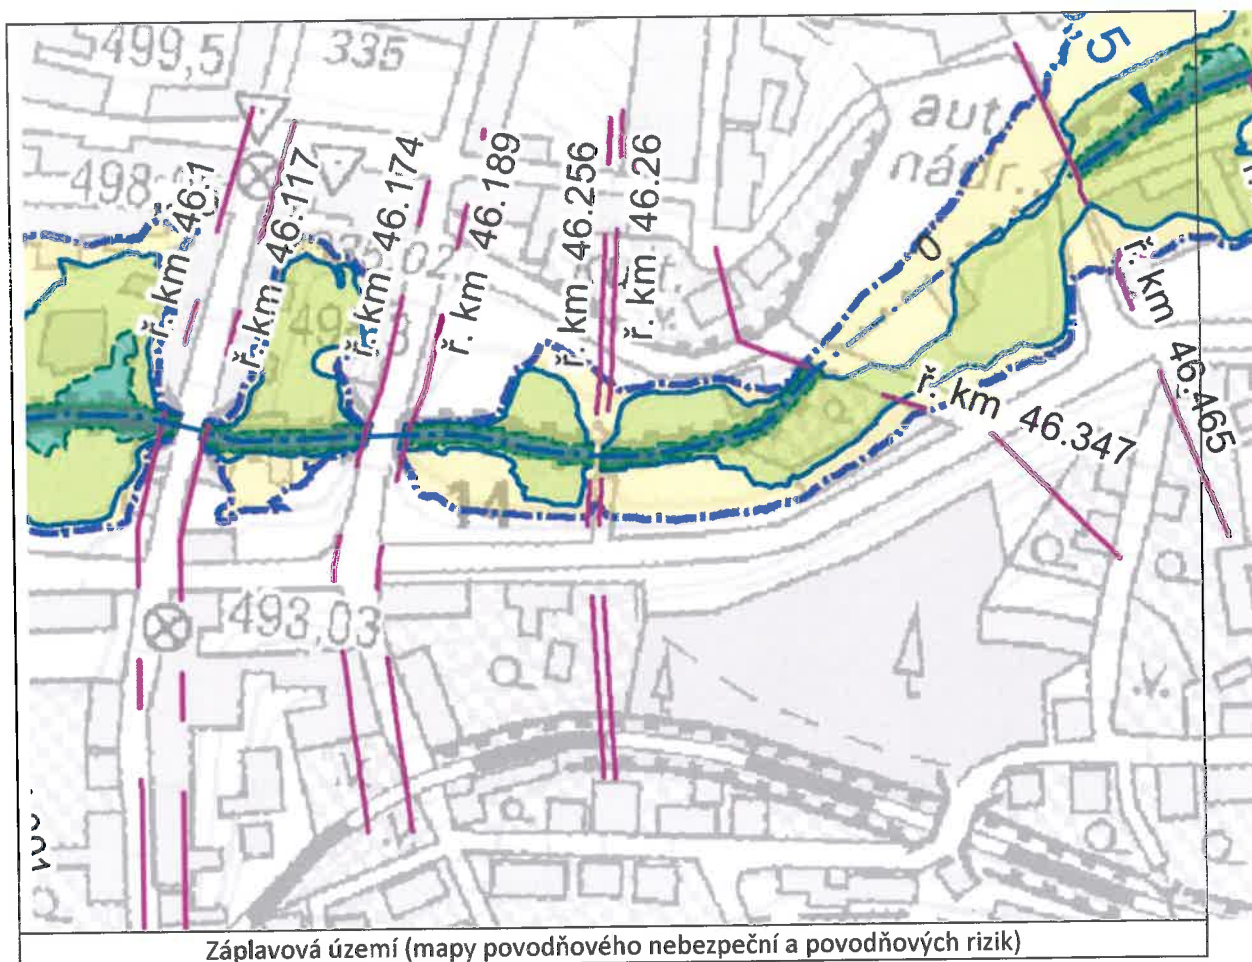 499,5
335
5
aut.
nádr.
498
ř. km 46.1
ř. km 46.117
ř. km 46.174
ř. km 46.189
ř. km 46.256
ř. km 46.26
0
ř. km 46.347
ř. km 46.465
14
493,03
Záplavová území (mapy povodňového nebezpeční a povodňových rizik)